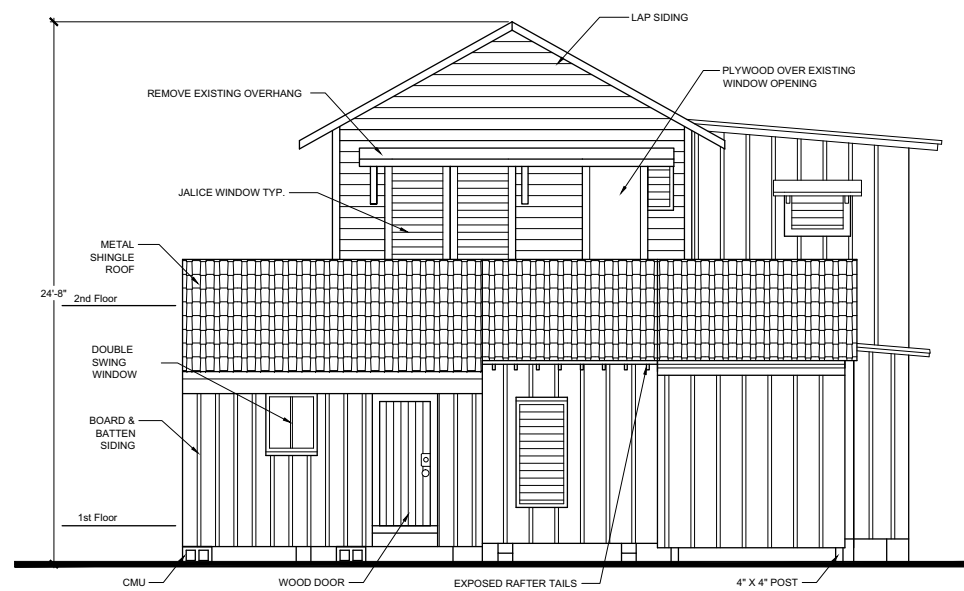 LAP SIDING
PLYWOOD OVER EXISTING
WINDOW OPENING
REMOVE EXISTING OVERHANG
JALICE WINDOW TYP.
METAL
SHINGLE
ROOF
24'-8"
2nd Floor
DOUBLE
SWING
WINDOW
BOARD &
BATTEN
SIDING
1st Floor
CMU
WOOD DOOR
EXPOSED RAFTER TAILS
4" X 4" POST